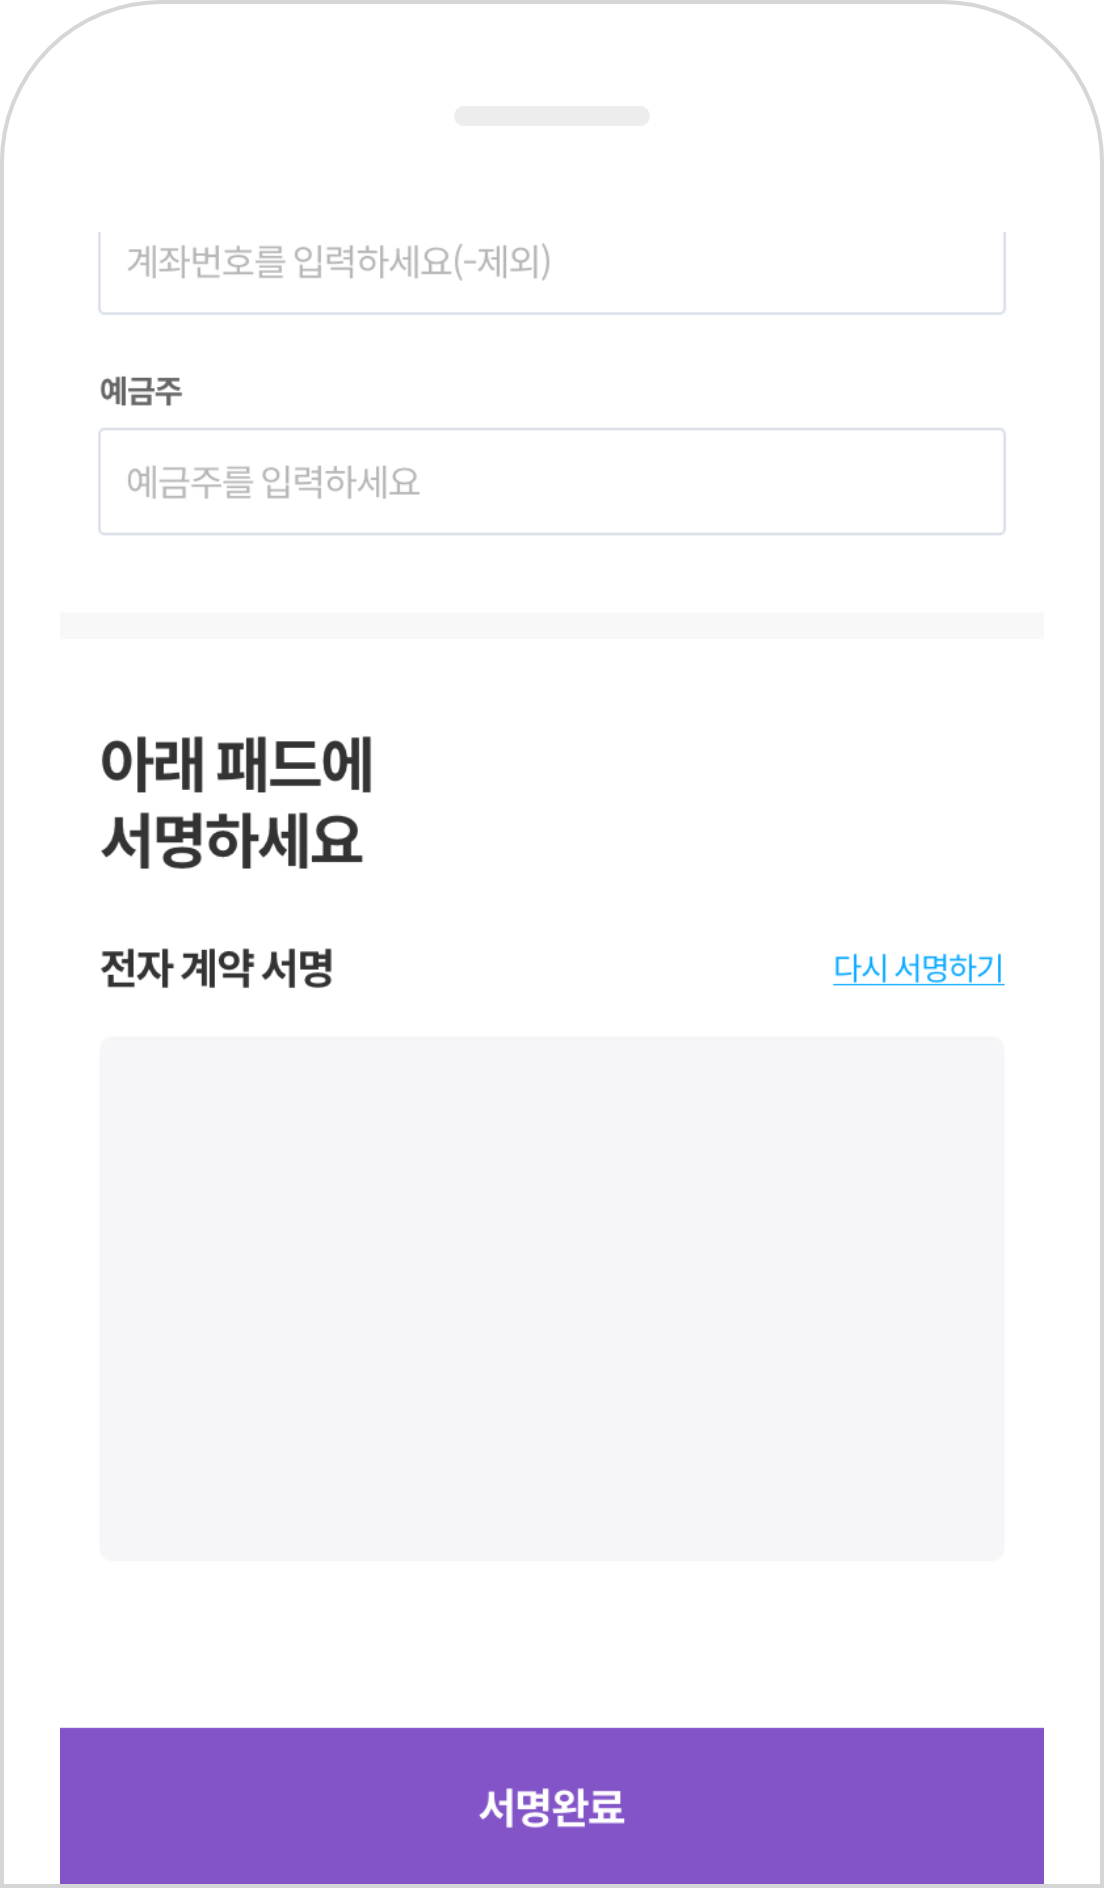 계좌번호를 입력하세요(-제외)
예금주
예금주를 입력하세요
아래 패드에
서명하세요
전자 계약 서명
다시 서명하기
서명완료